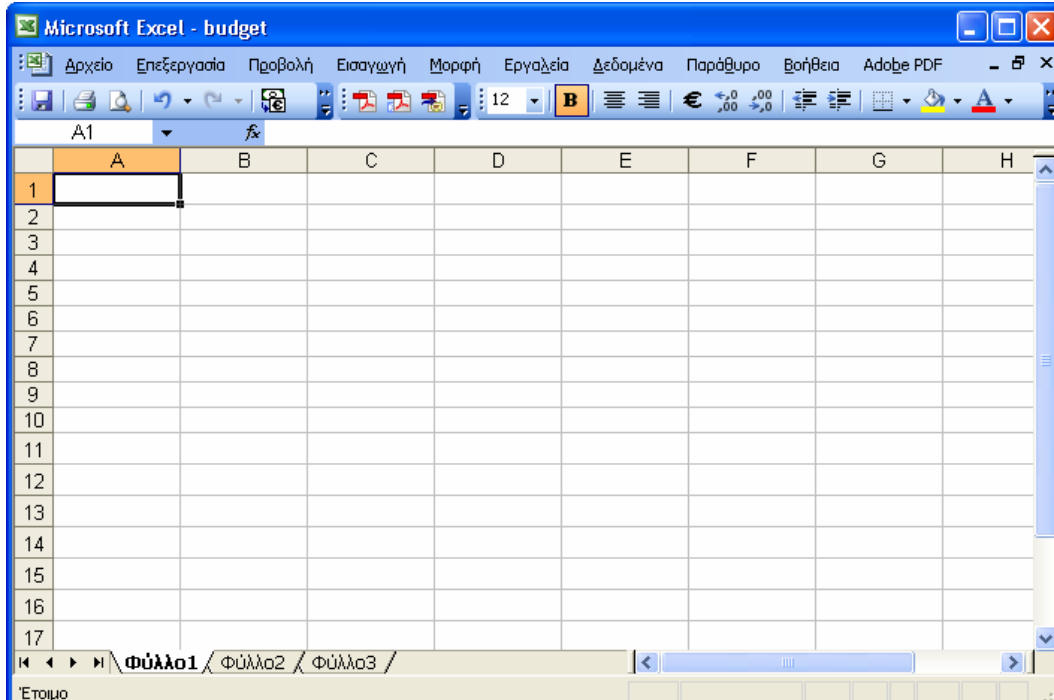 Microsoft Excel - budget
Αρχείο Επεξεργασία Προβολή Εισαγωγή Μορφή Εργαλεία Δεδομένα Παράθυρο Βοήθεια Adobe PDF
12 B € ,00 ,00 A
A1 fx
A B C D E F G H
1
2
3
4
5
6
7
8
9
10
11
12
13
14
15
16
17
Φύλλο1 Φύλλο2 Φύλλο3
Έτοιμο